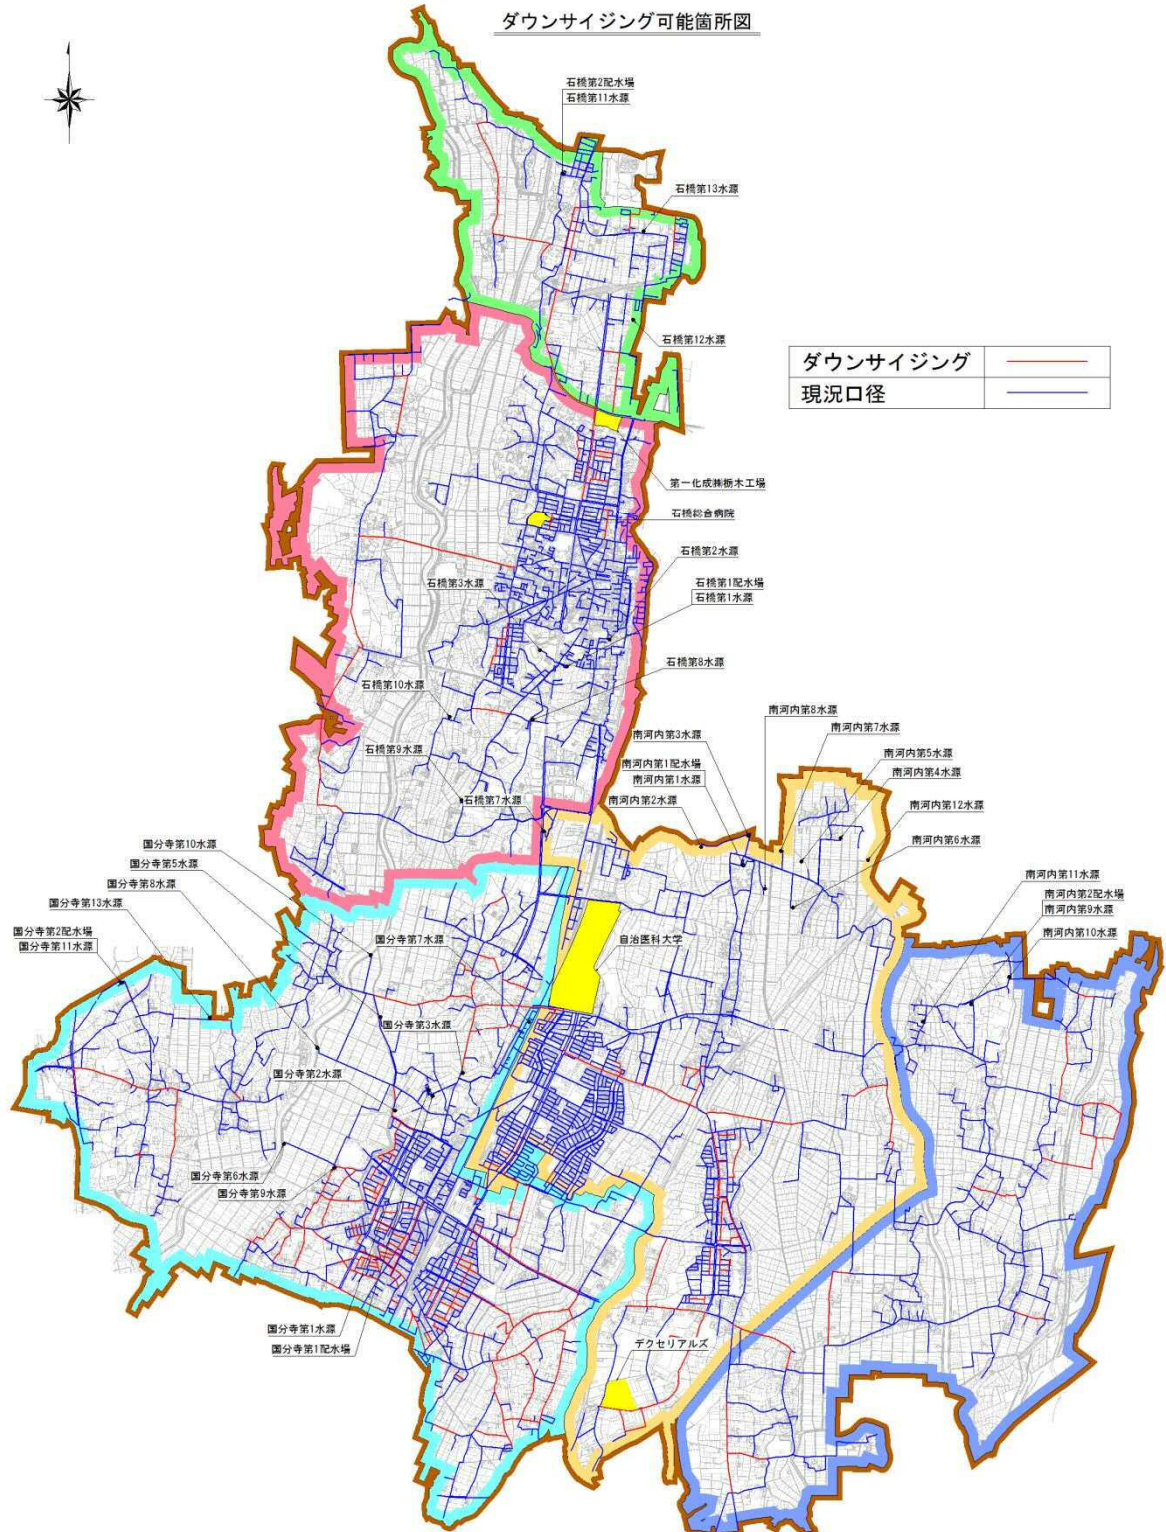 ダウンサイジング可能箇所図
石橋第2配水場
石橋第11水源
石橋第13水源
石橋第12水源
ダウンサイジング
現況口径
第一化成㈱栃木工場
石橋総合病院
石橋第2水源
石橋第3水源
石橋第1配水場
石橋第1水源
石橋第8水源
石橋第10水源
石橋第9水源
石橋第7水源
南河内第8水源
南河内第7水源
南河内第3水源
南河内第5水源
南河内第1配水場
南河内第4水源
南河内第1水源
南河内第2水源
南河内第12水源
南河内第6水源
国分寺第10水源
国分寺第5水源
国分寺第8水源
国分寺第13水源
国分寺第2配水場
国分寺第11水源
国分寺第7水源
自治医科大学
南河内第11水源
南河内第2配水場
南河内第9水源
南河内第10水源
国分寺第3水源
国分寺第2水源
国分寺第6水源
国分寺第9水源
国分寺第1水源
国分寺第1配水場
デクセリアルズ